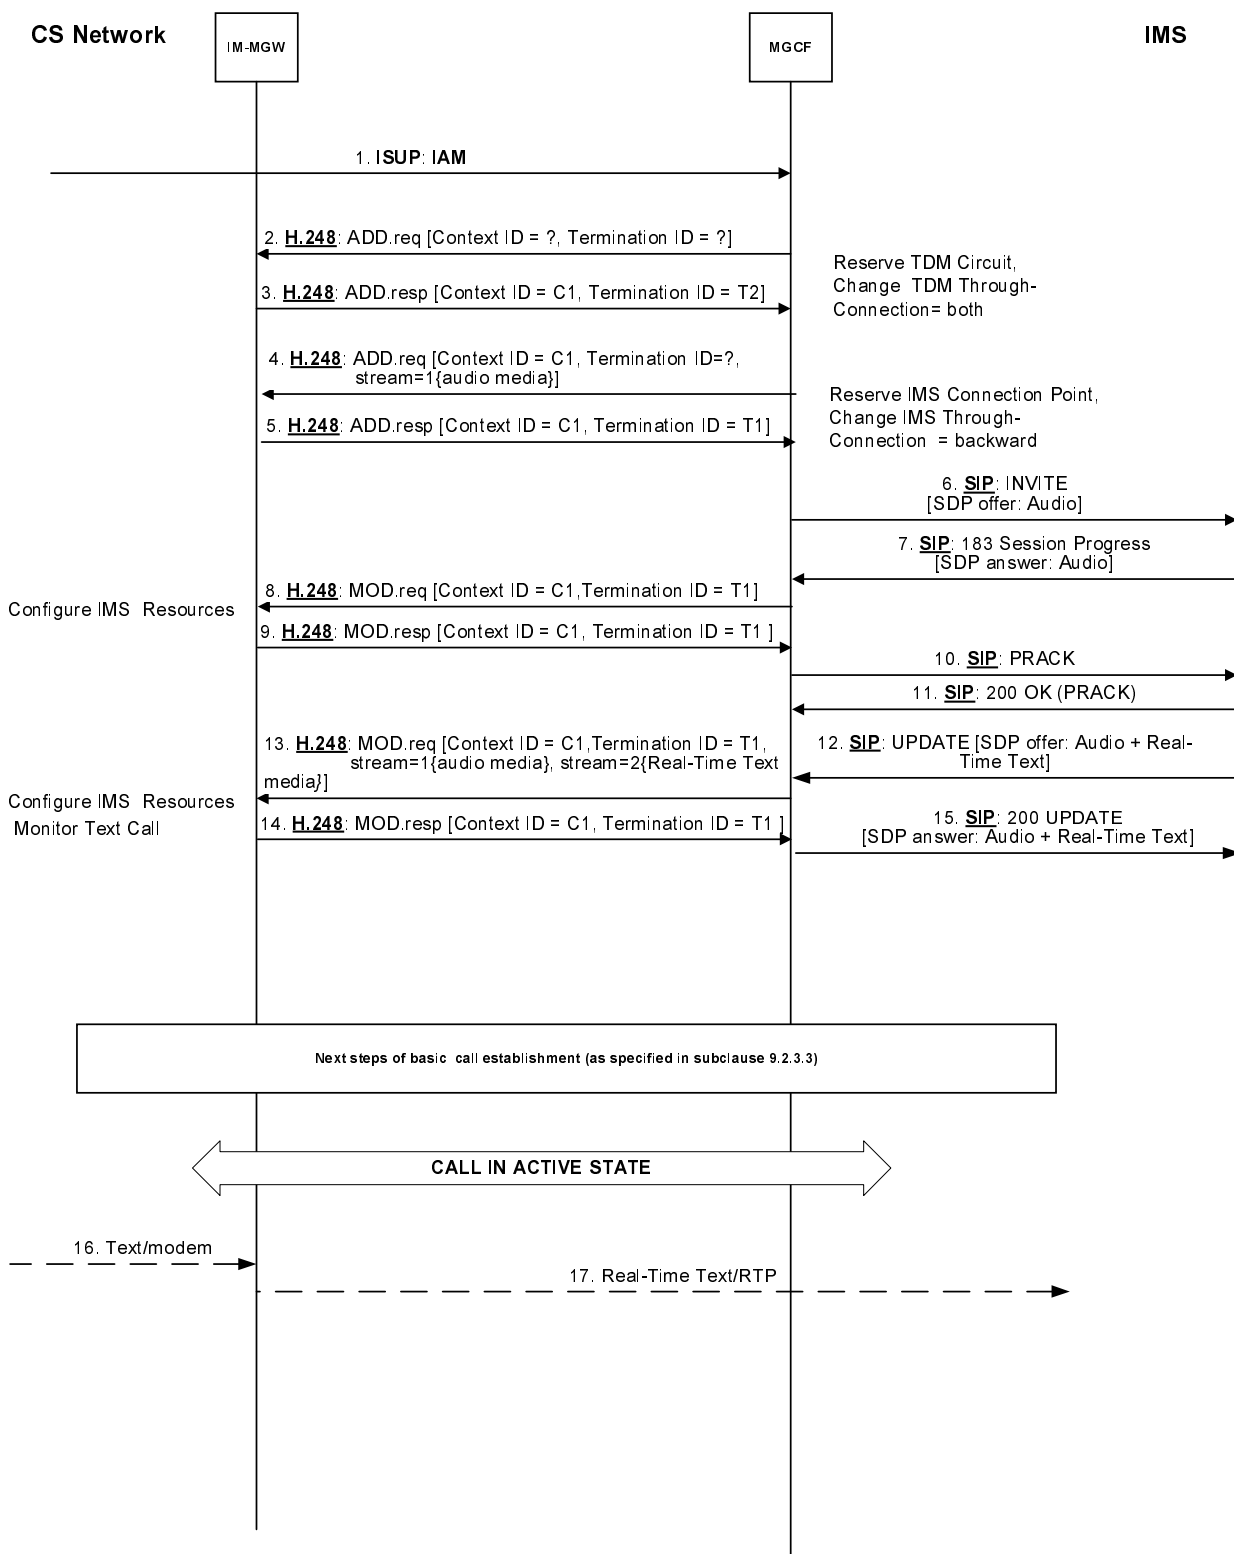 CS Network
IM-MGW
MGCF
IMS
1. ISUP: IAM
2. H.248: ADD.req [Context ID = ?, Termination ID = ?]
Reserve TDM Circuit,
Change TDM Through-
Connection= both
3. H.248: ADD.resp [Context ID = C1, Termination ID = T2]
4. H.248: ADD.req [Context ID = C1, Termination ID=?,
stream=1{audio media}]
Reserve IMS Connection Point,
Change IMS Through-
Connection = backward
5. H.248: ADD.resp [Context ID = C1, Termination ID = T1]
6. SIP: INVITE
[SDP offer: Audio]
7. SIP: 183 Session Progress
[SDP answer: Audio]
8. H.248: MOD.req [Context ID = C1,Termination ID = T1]
Configure IMS Resources
9. H.248: MOD.resp [Context ID = C1, Termination ID = T1 ]
10. SIP: PRACK
11. SIP: 200 OK (PRACK)
12. SIP: UPDATE [SDP offer: Audio + Real-
Time Text]
13. H.248: MOD.req [Context ID = C1,Termination ID = T1,
stream=1{audio media}, stream=2{Real-Time Text
media}]
Configure IMS Resources
Monitor Text Call
14. H.248: MOD.resp [Context ID = C1, Termination ID = T1 ]
15. SIP: 200 UPDATE
[SDP answer: Audio + Real-Time Text]
Next steps of basic call establishment (as specified in subclause 9.2.3.3)
CALL IN ACTIVE STATE
16. Text/modem
17. Real-Time Text/RTP